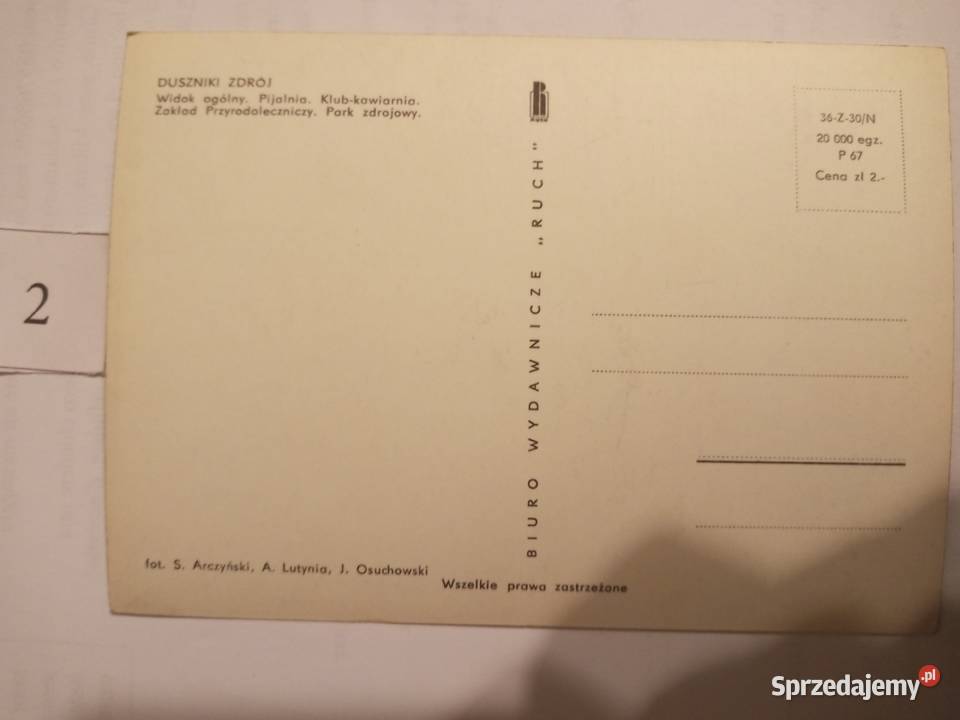 DUSZNIKI ZDRÓJ
Widok ogólny. Pijalnia. Klub-kawiarnia.
Zakład Przyrodoleczniczy. Park zdrojowy.
RUCH
36-Z-30/N
20 000 egz.
P 67
Cena zł 2.-
BIURO WYDAWNICZE „RUCH"
2
fot. S. Arczyński, A. Lutynia, J. Osuchowski
Wszelkie prawa zastrzeżone
Sprzedajemy.pl